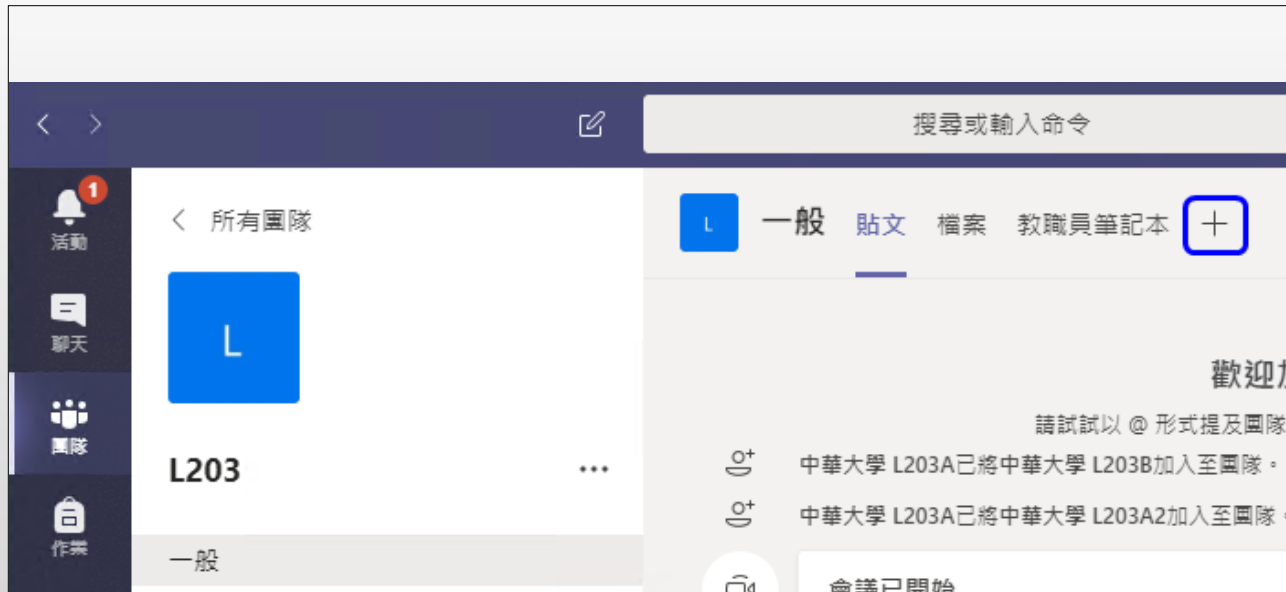 搜尋或輸入命令
1
活動
所有團隊
L
一般 貼文 檔案 教職員筆記本
聊天
L
歡迎加
請試試以 @ 形式提及團隊
團隊
L203
中華大學 L203A已將中華大學 L203B加入至團隊。
中華大學 L203A已將中華大學 L203A2加入至團隊。
作業
一般
會議已開始